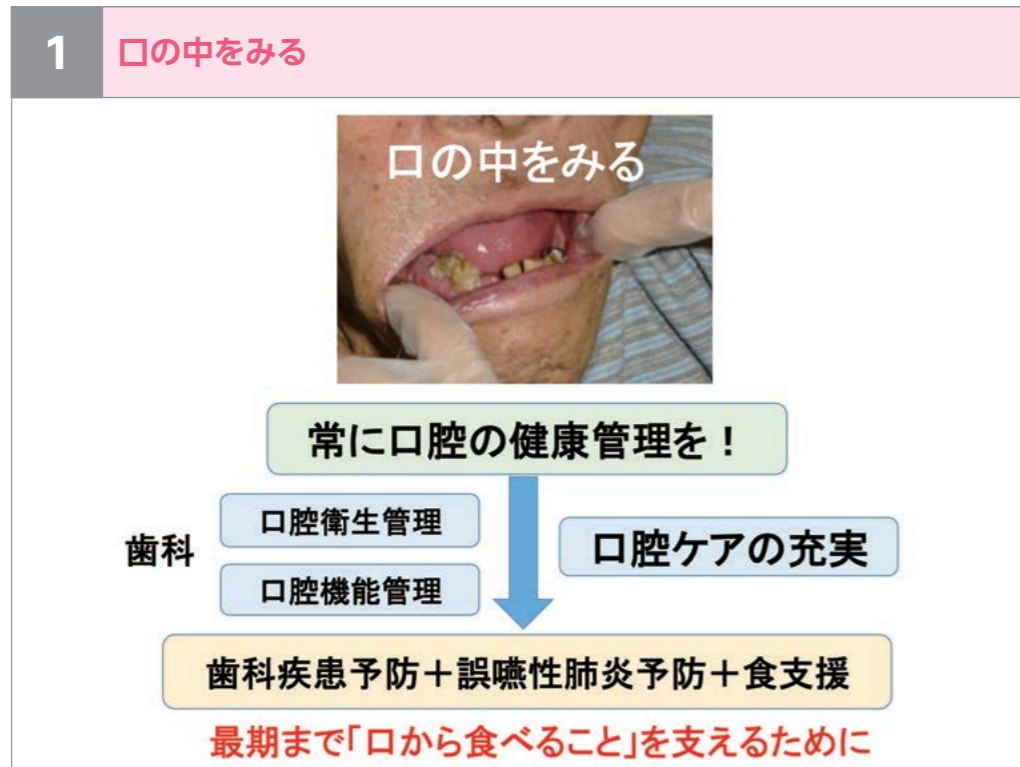 1 口の中をみる
口の中をみる
常に口腔の健康管理を！
歯科
口腔衛生管理
口腔機能管理
口腔ケアの充実
歯科疾患予防＋誤嚥性肺炎予防＋食支援
最期まで「口から食べること」を支えるために